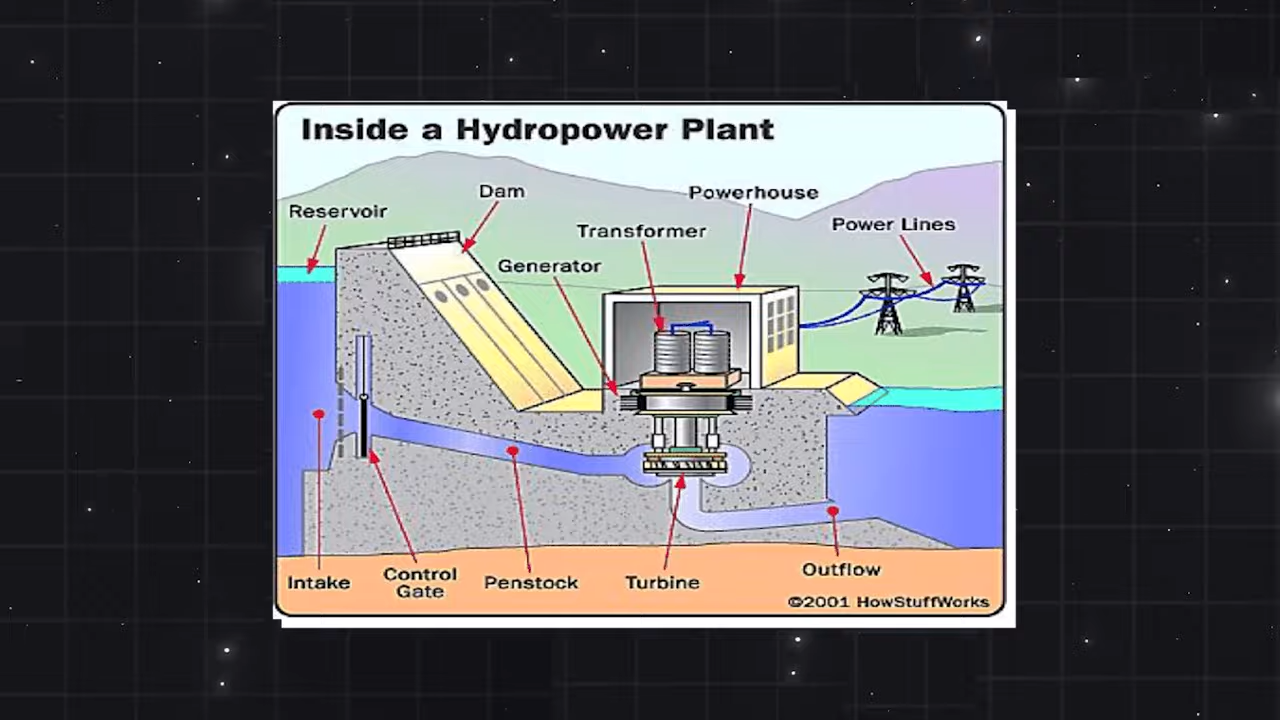 Inside a Hydropower Plant
Dam
Powerhouse
Reservoir
Transformer
Power Lines
Generator
Intake
Control
Gate
Penstock
Turbine
Outflow
©2001 HowStuffWorks